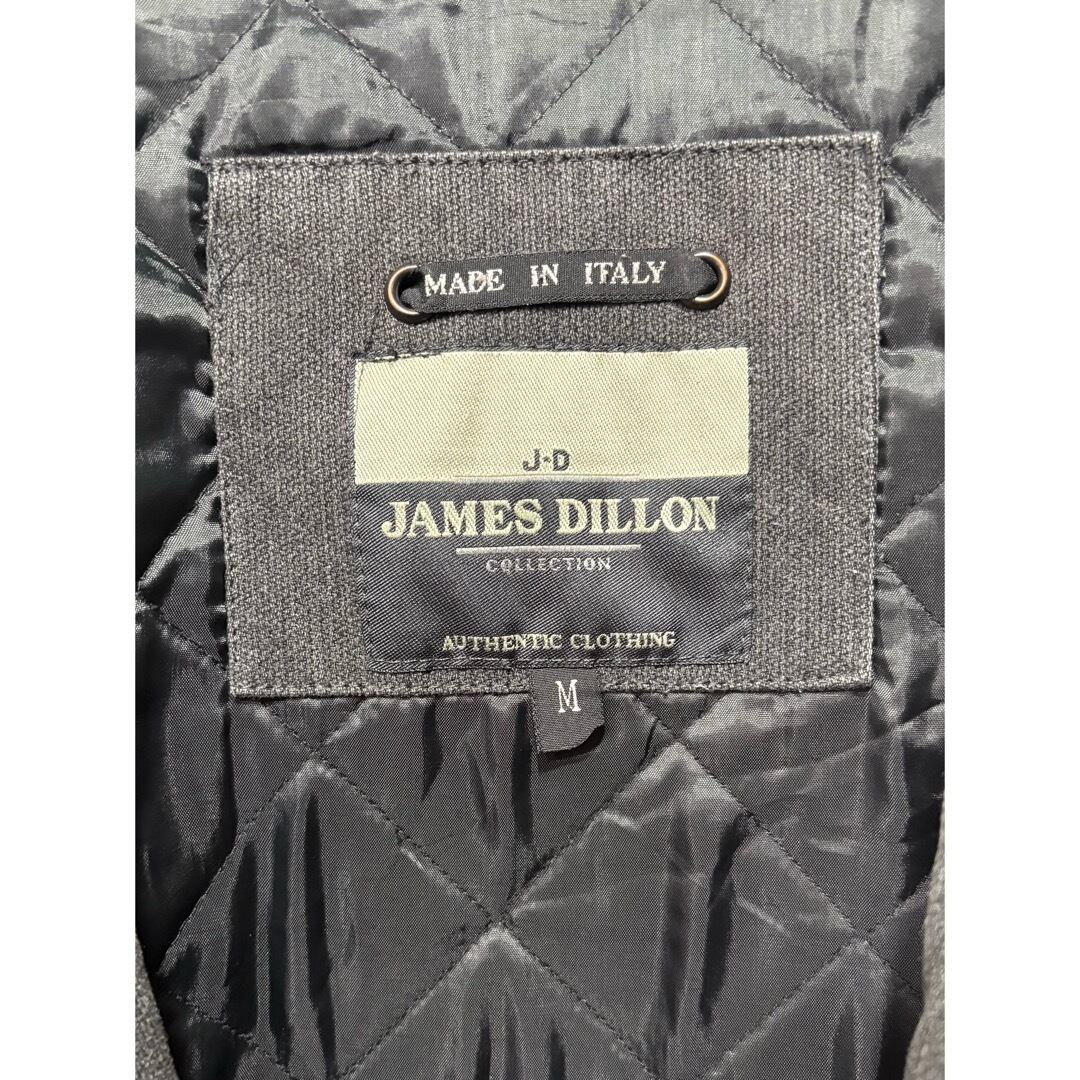 MADE IN ITALY
J-D
JAMES DILLON
COLLECTION
AUTHENTIC CLOTHING
M